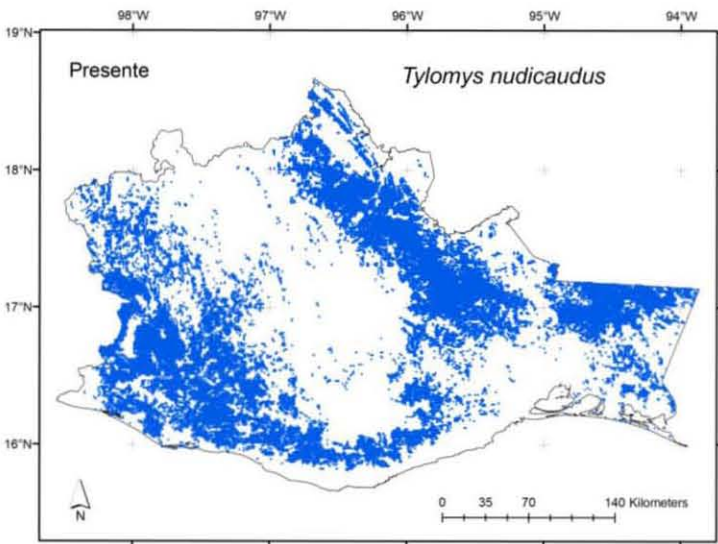 98°W 97°W 96°W 95°W 94°W
19°N
Presente Tylomys nudicaudus
18°N
17°N
16°N
N
0 35 70 140 Kilometers